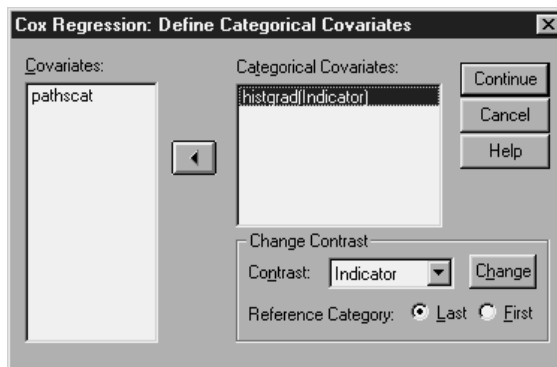 Cox Regression: Define Categorical Covariates
Covariates:
pathscat
Categorical Covariates:
histgrad(Indicator)
Continue
Cancel
Help
Change Contrast
Contrast:
Indicator
Change
Reference Category:
Last
First